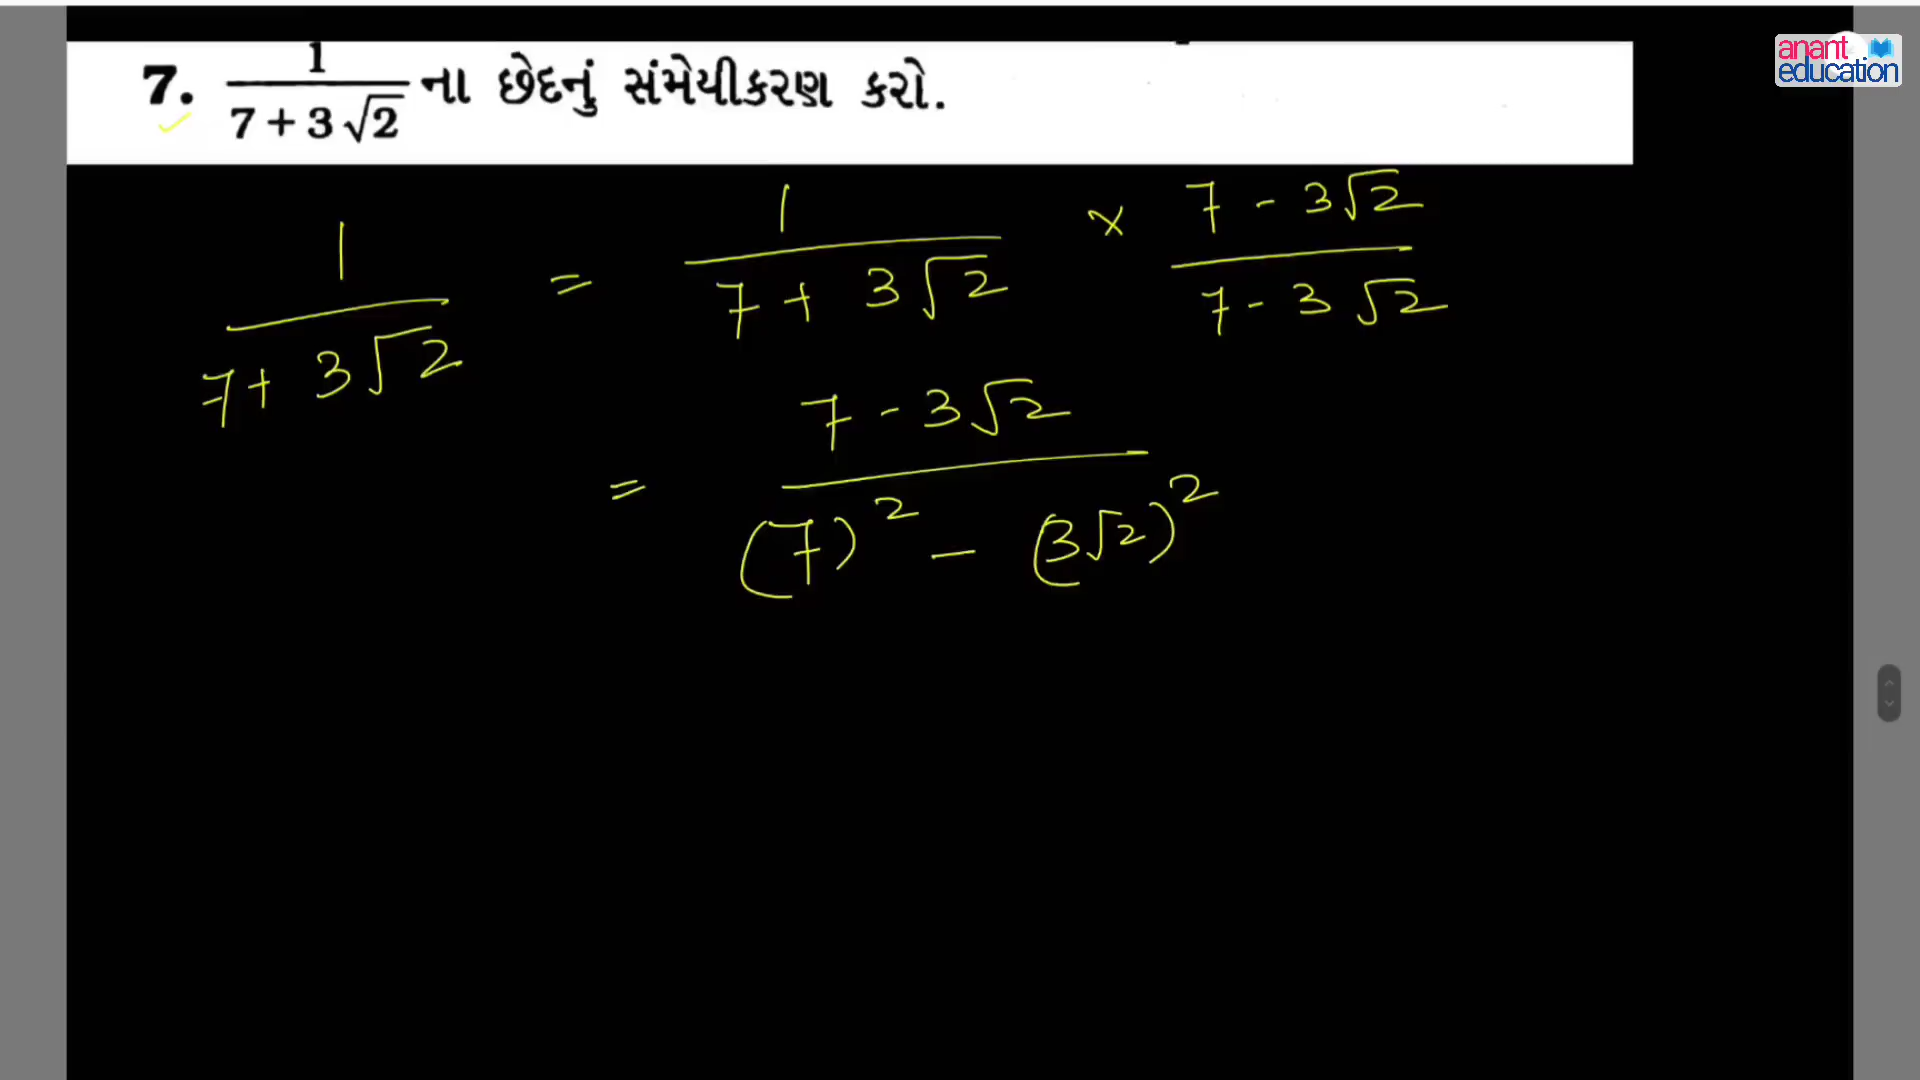 anant education
7. 1/(7 + 3√2) ના છેદનું સંમેયીકરણ કરો.
1/(7 + 3√2) = 1/(7 + 3√2) × (7 - 3√2)/(7 - 3√2)
= (7 - 3√2)/((7)² - (3√2)²)